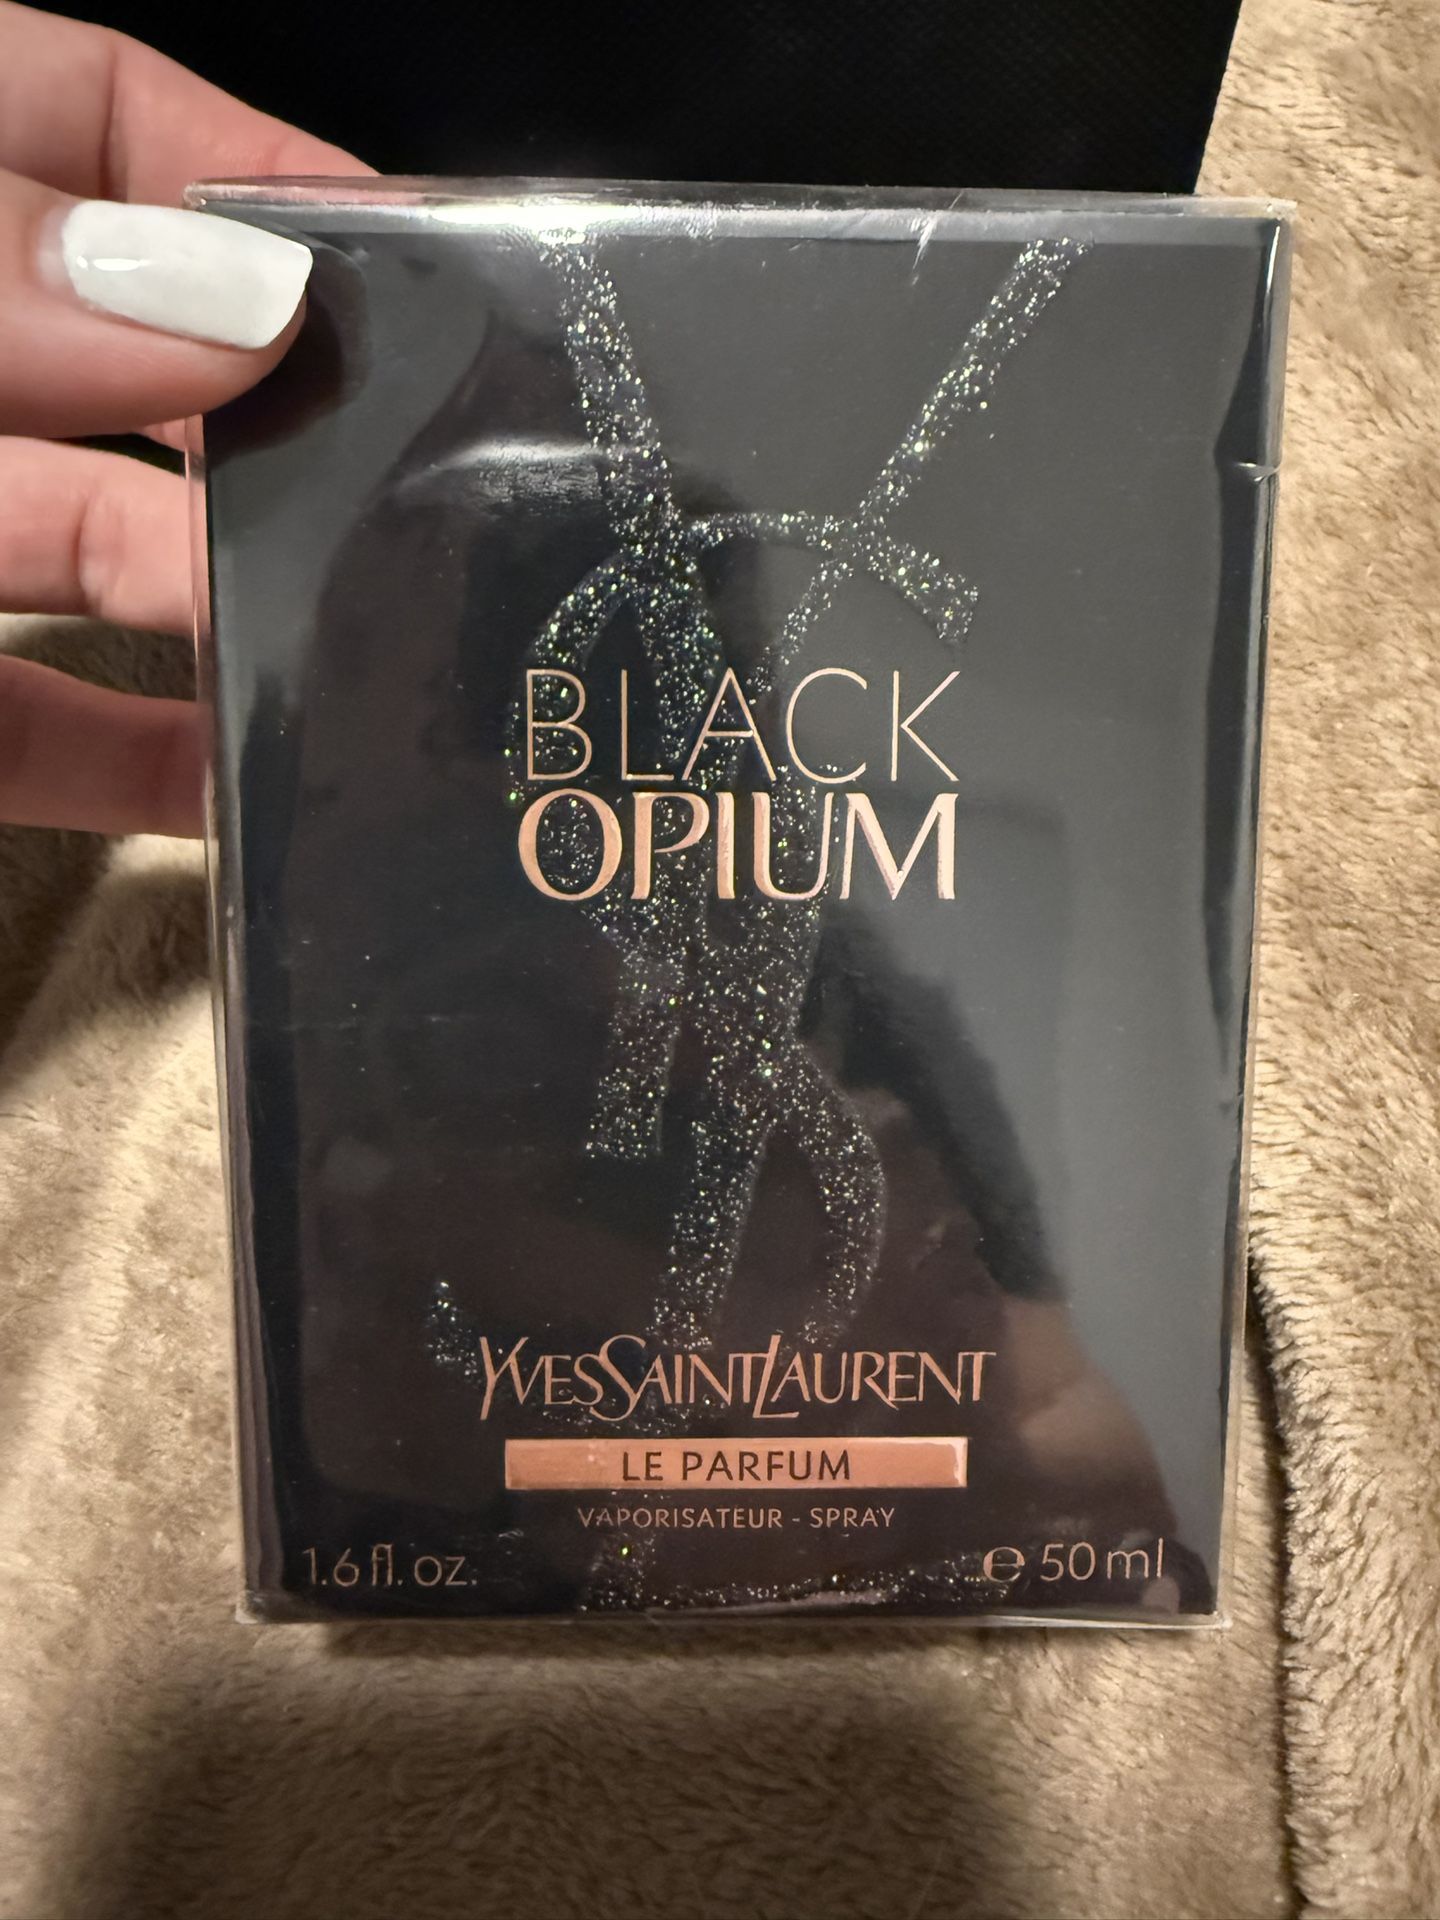 BLACK
OPIUM
YVESSAINTLAURENT
LE PARFUM
VAPORISATEUR - SPRAY
1.6 fl. oz. ℮ 50 ml